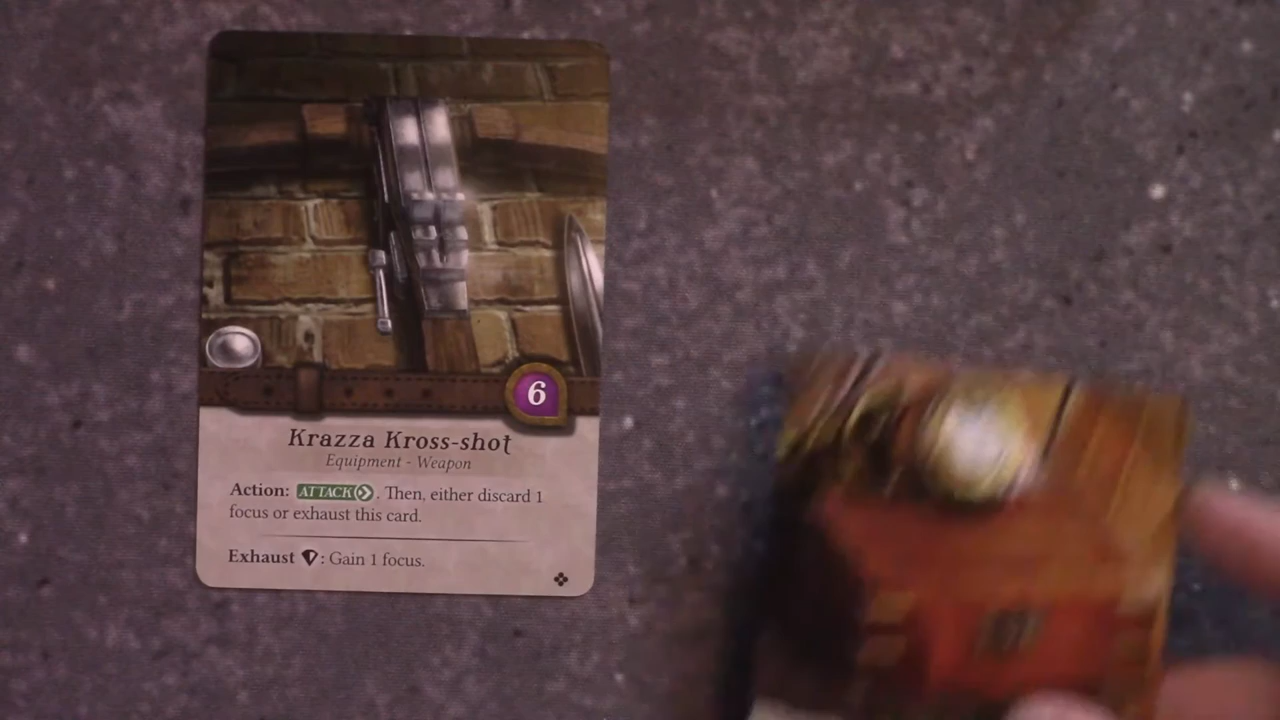 6
Krazza Kross-shot
Equipment - Weapon
Action: ATTACK. Then, either discard 1
focus or exhaust this card.
Exhaust: Gain 1 focus.